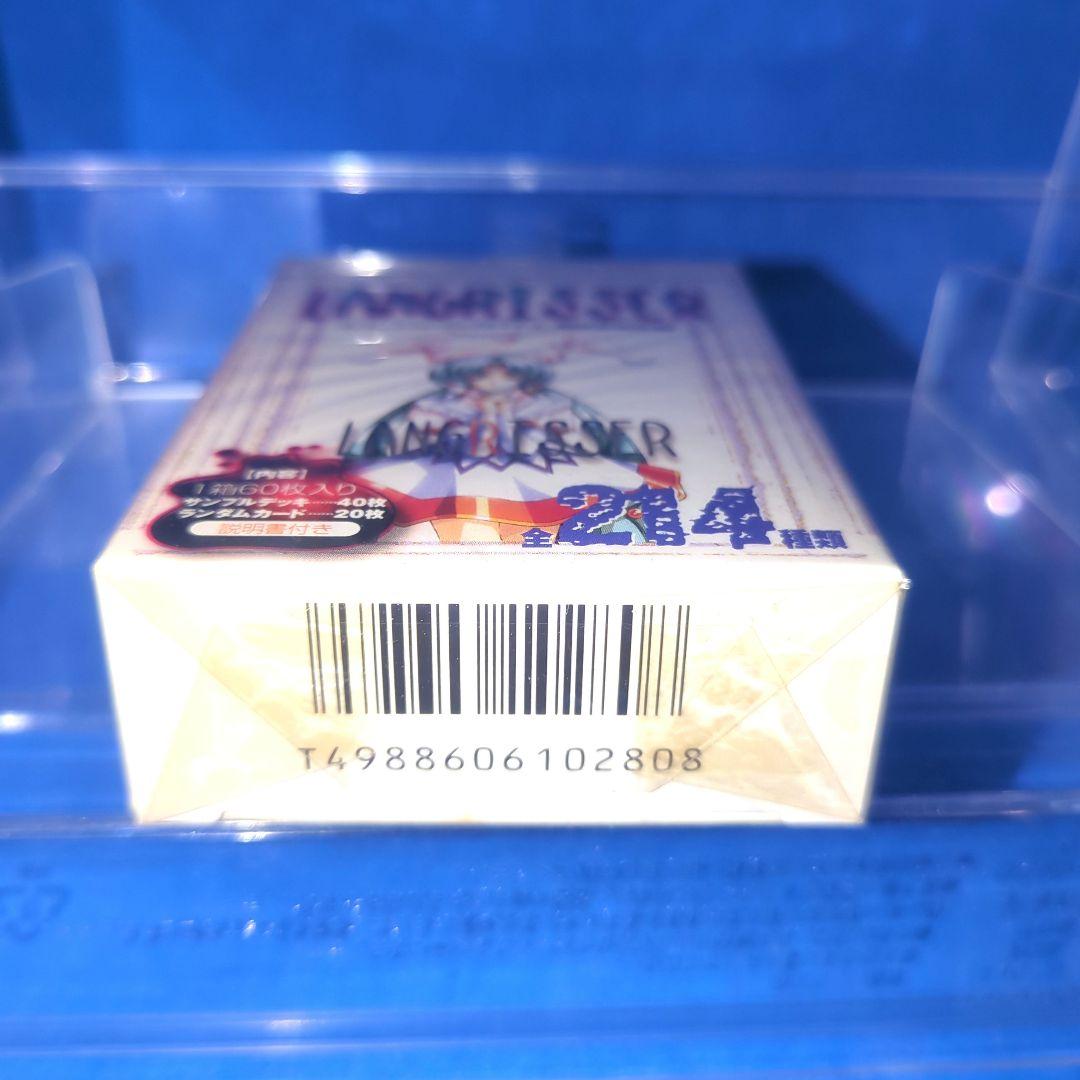 LANGRISSER
LANGRISSER
[内容]
1箱60枚入り
サンプルデッキ……40枚
ランダムカード……20枚
説明書付き
全214種類
T4988606102808